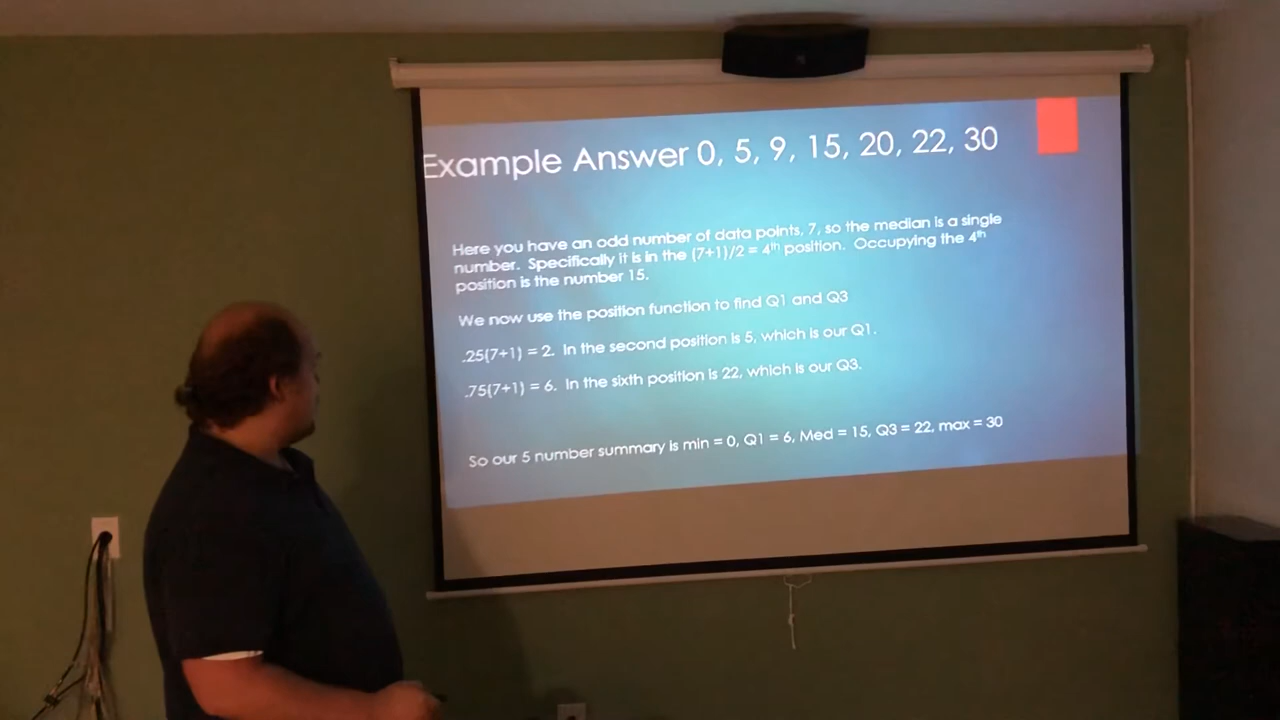 Example Answer 0, 5, 9, 15, 20, 22, 30
Here you have an odd number of data points, 7, so the median is a single
number. Specifically it is in the (7+1)/2 = 4th position. Occupying the 4th
position is the number 15.
We now use the position function to find Q1 and Q3
.25(7+1) = 2. In the second position is 5, which is our Q1.
.75(7+1) = 6. In the sixth position is 22, which is our Q3.
So our 5 number summary is min = 0, Q1 = 6, Med = 15, Q3 = 22, max = 30